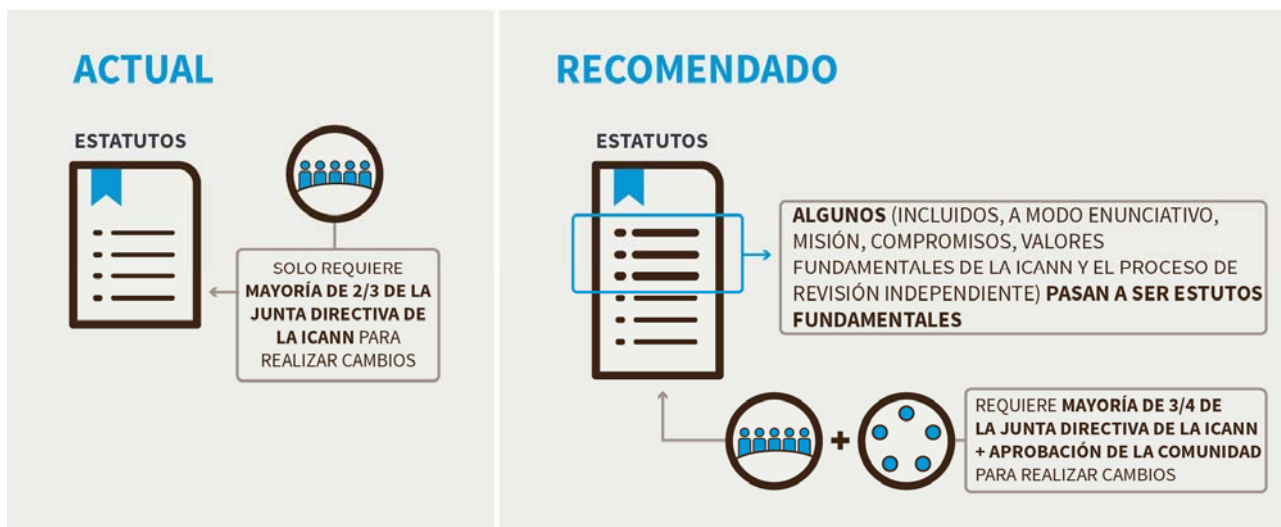 ACTUAL
ESTATUTOS
SOLO REQUIERE
MAYORÍA DE 2/3 DE LA
JUNTA DIRECTIVA DE
LA ICANN PARA
REALIZAR CAMBIOS
RECOMENDADO
ESTATUTOS
ALGUNOS (INCLUIDOS, A MODO ENUNCIATIVO,
MISIÓN, COMPROMISOS, VALORES
FUNDAMENTALES DE LA ICANN Y EL PROCESO DE
REVISIÓN INDEPENDIENTE) PASAN A SER ESTUTOS
FUNDAMENTALES
+
REQUIERE MAYORÍA DE 3/4 DE
LA JUNTA DIRECTIVA DE LA ICANN
+ APROBACIÓN DE LA COMUNIDAD
PARA REALIZAR CAMBIOS